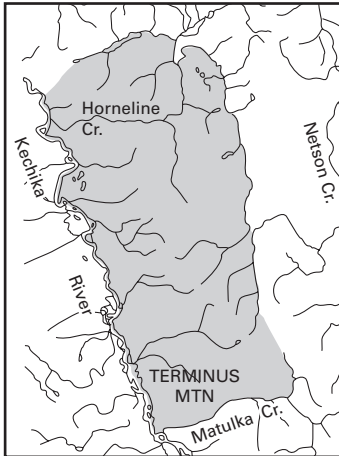 Horneline
Cr.
Kechika
Netson Cr.
River
TERMINUS
MTN
Matulka Cr.